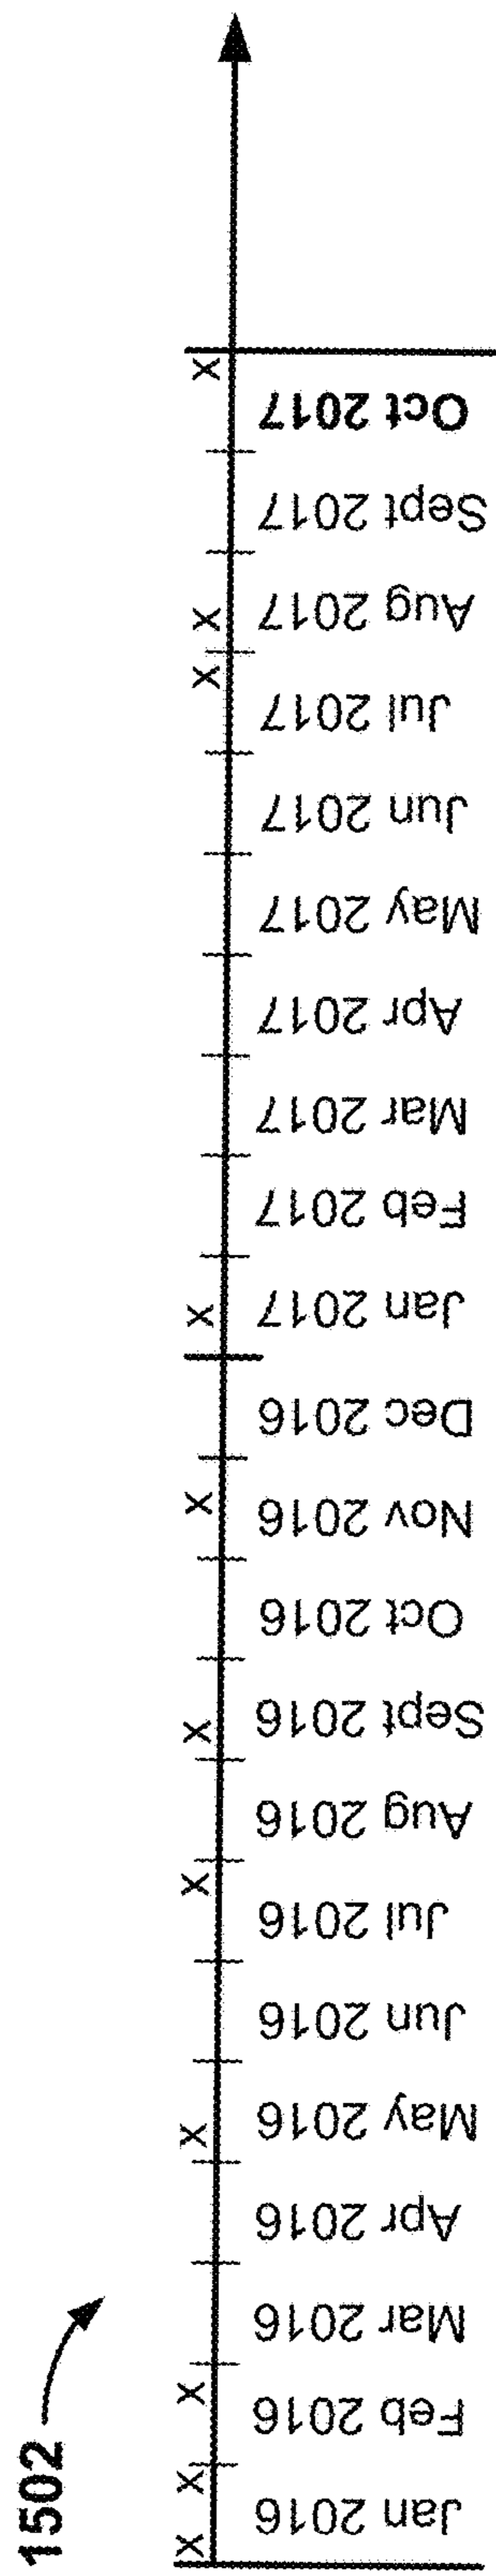 1502
Jan 2016
Feb 2016
Mar 2016
Apr 2016
May 2016
Jun 2016
Jul 2016
Aug 2016
Sept 2016
Oct 2016
Nov 2016
Dec 2016
Jan 2017
Feb 2017
Mar 2017
Apr 2017
May 2017
Jun 2017
Jul 2017
Aug 2017
Sept 2017
Oct 2017